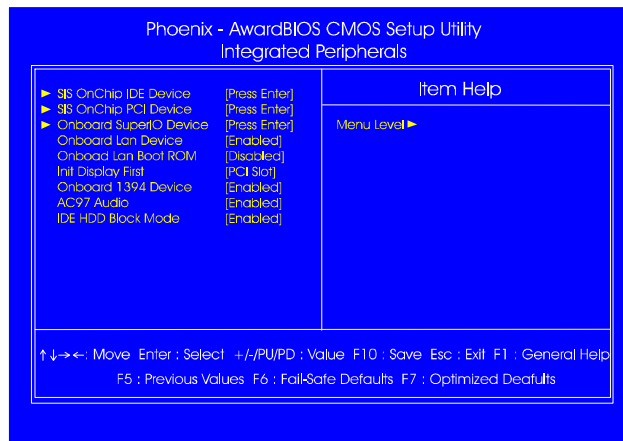 Phoenix - AwardBIOS CMOS Setup Utility
Integrated Peripherals
► SIS OnChip IDE Device [Press Enter]
► SIS OnChip PCI Device [Press Enter]
► Onboard SuperIO Device [Press Enter]
Onboard Lan Device [Enabled]
Onboad Lan Boot ROM [Disabled]
Init Display First [PCI Slot]
Onboard 1394 Device [Enabled]
AC97 Audio [Enabled]
IDE HDD Block Mode [Enabled]
Item Help
Menu Level ►
↑↓→←: Move Enter : Select +/-/PU/PD : Value F10 : Save Esc : Exit F1 : General Help
F5 : Previous Values F6 : Fail-Safe Defaults F7 : Optimized Deafults